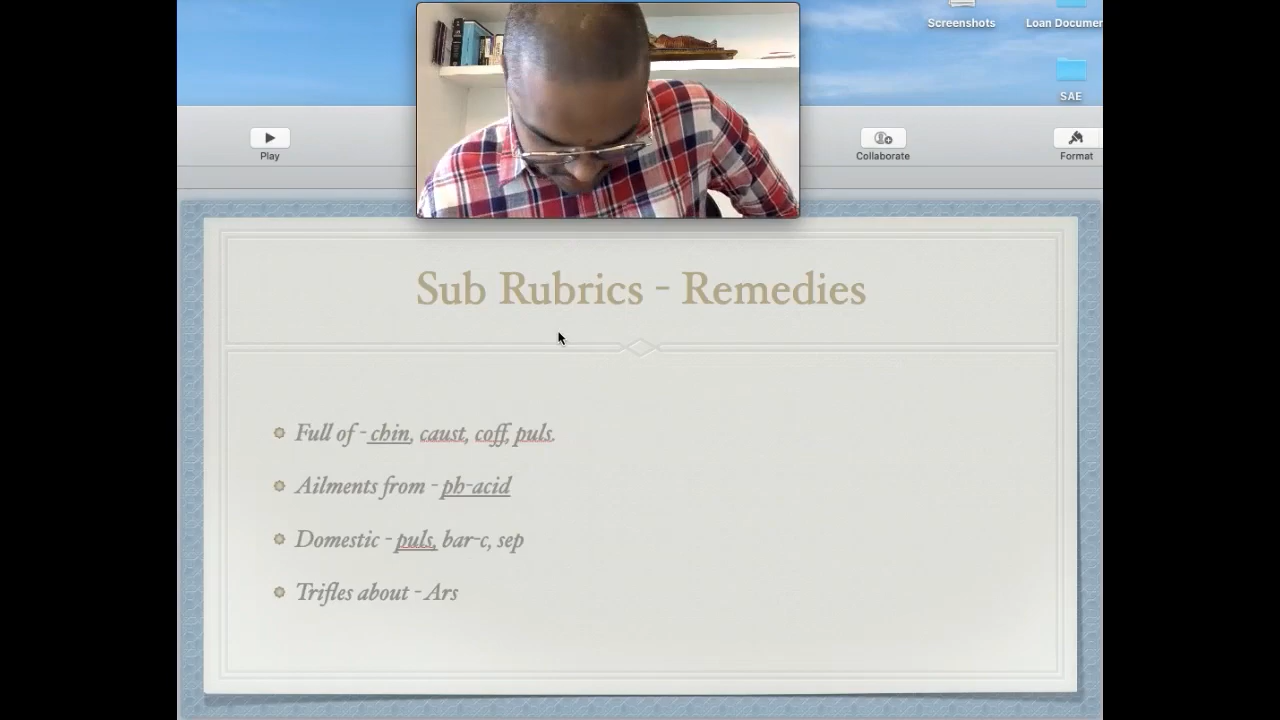 Screenshots
Loan Documen
SAE
Play
Collaborate
Format
Sub Rubrics - Remedies
Full of - chin, caust, coff, puls.
Ailments from - ph-acid
Domestic - puls, bar-c, sep
Trifles about - Ars